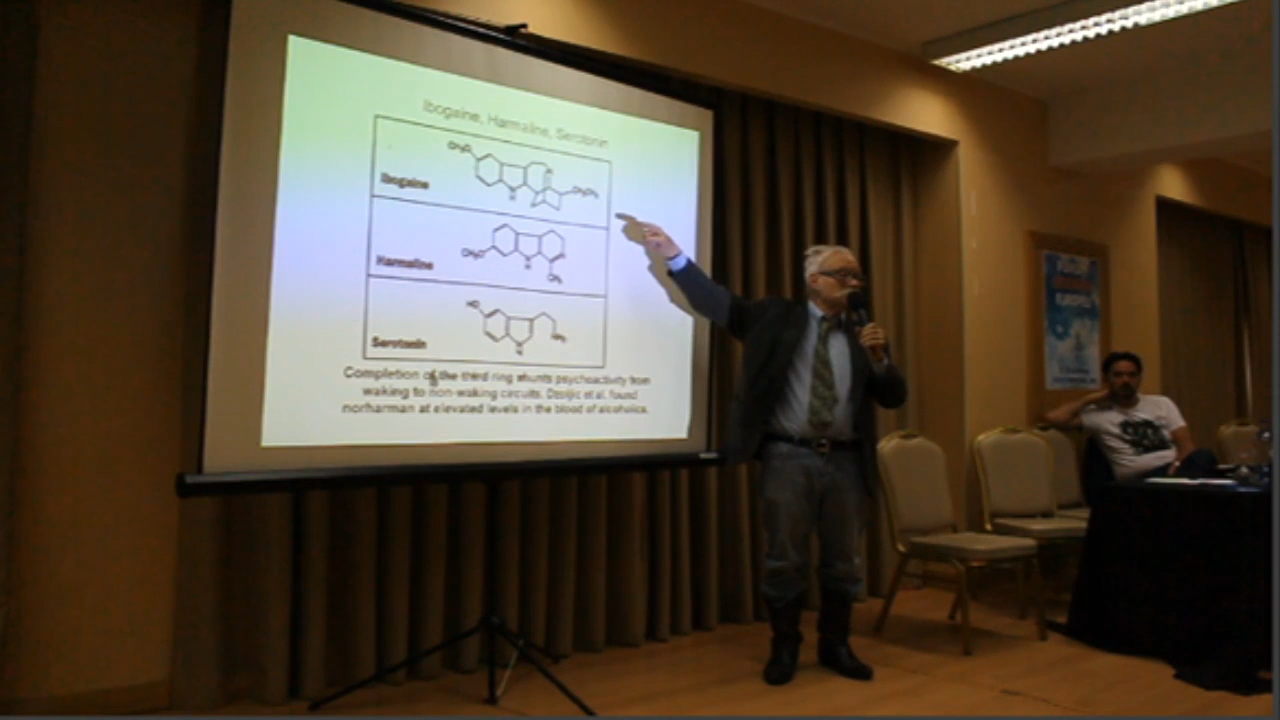 Ibogaine, Harmaline, Serotonin
Ibogaine
Harmaline
Serotonin
HO
Completion of the third ring shunts psychoactivity from
waking to non-waking circuits. et al. found
norharman at elevated levels in the blood of alcoholics.